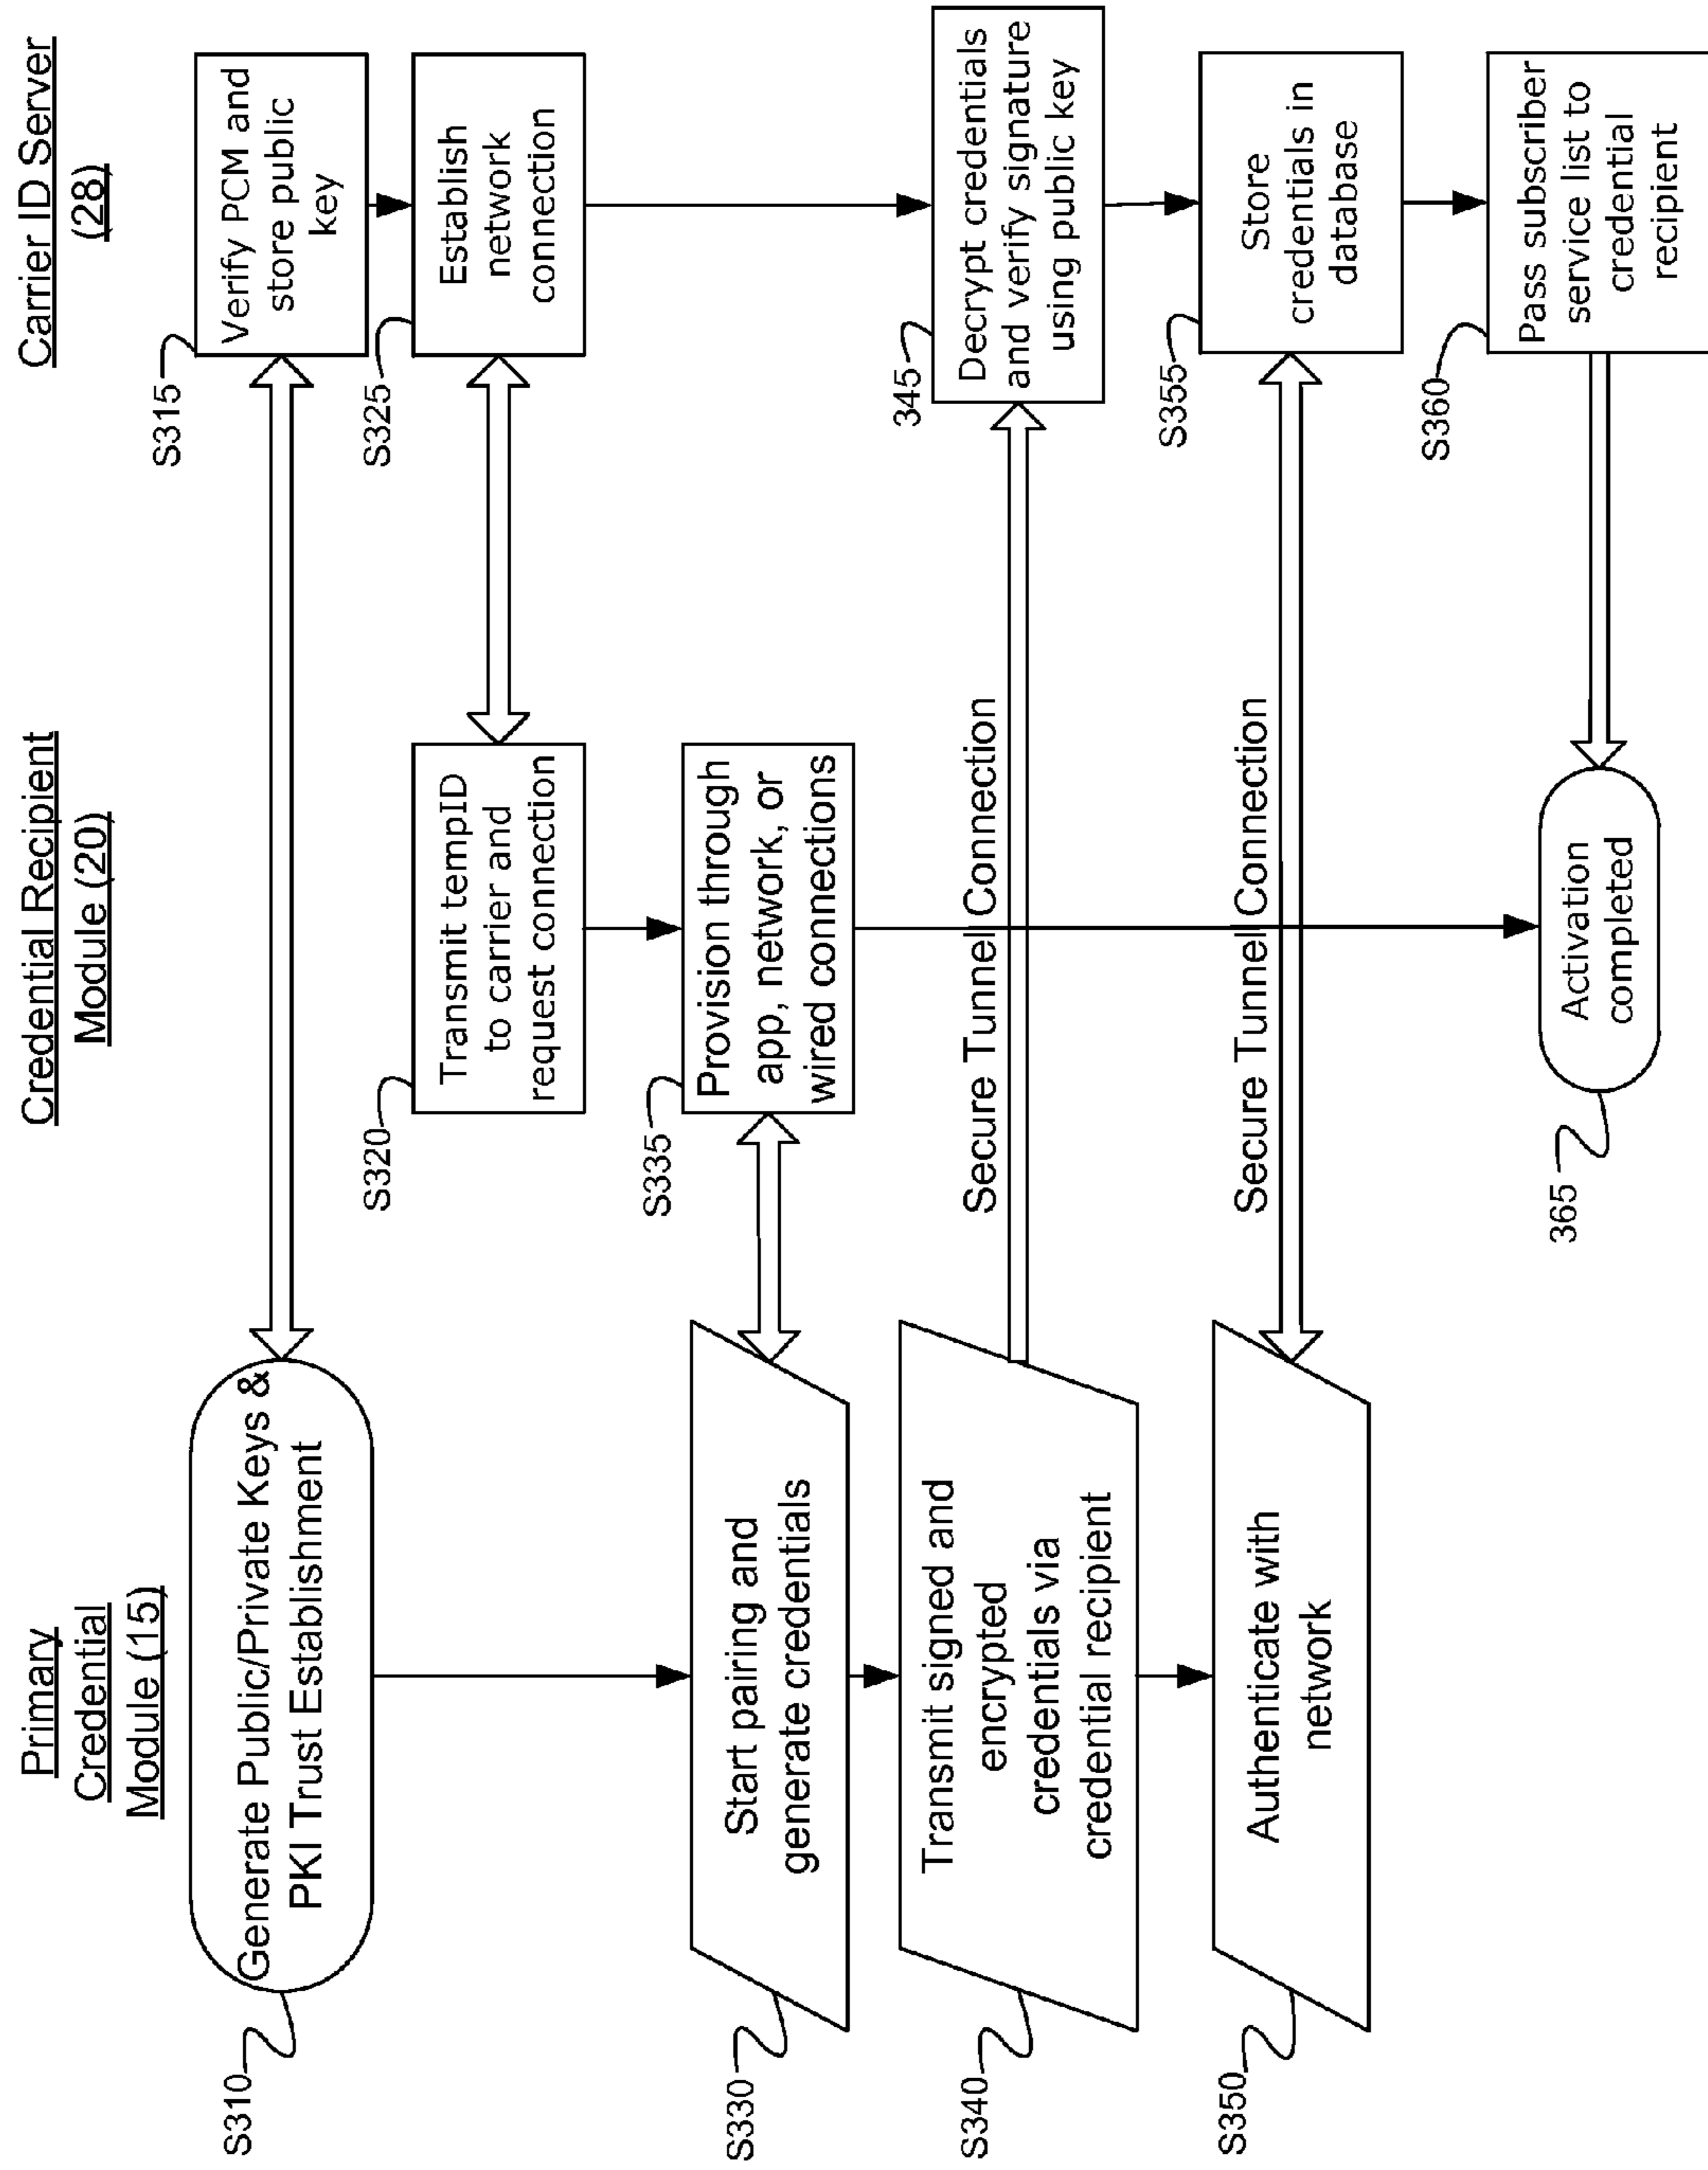 Primary
Credential
Module (15)
Credential Recipient
Module (20)
Carrier ID Server
(28)
S310
Generate Public/Private Keys &
PKI Trust Establishment
S315
Verify PCM and
store public
key
S320
Transmit tempID
to carrier and
request connection
S325
Establish
network
connection
S330
Start pairing and
generate credentials
S335
Provision through
app, network, or
wired connections
S340
Transmit signed and
encrypted
credentials via
credential recipient
Secure Tunnel Connection
345
Decrypt credentials
and verify signature
using public key
S350
Authenticate with
network
Secure Tunnel Connection
S355
Store
credentials in
database
S360
Pass subscriber
service list to
credential
recipient
365
Activation
completed